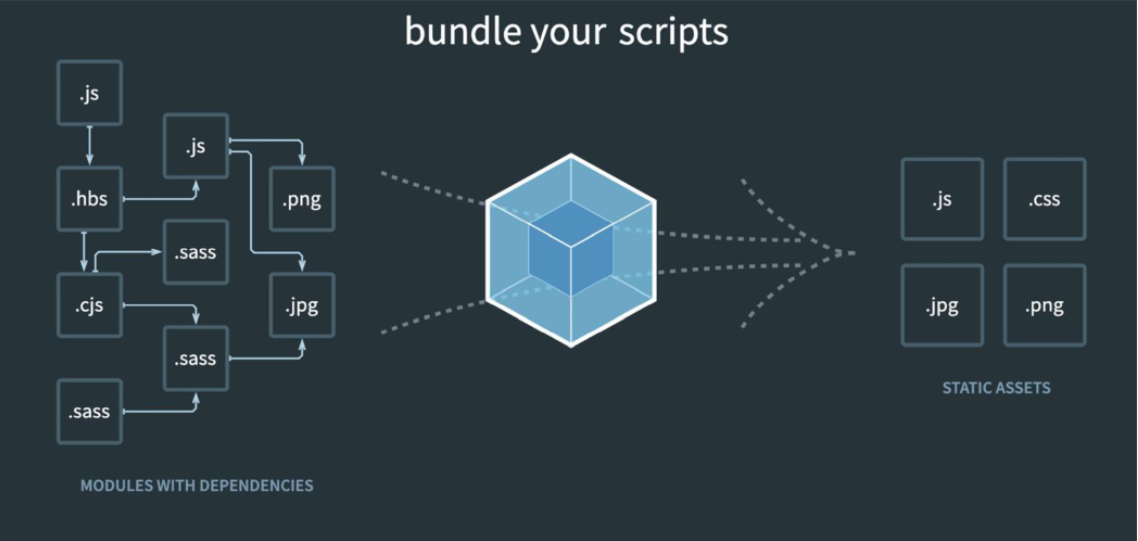 bundle your scripts
.js
.js
.hbs
.png
.sass
.cjs
.jpg
.sass
.sass
MODULES WITH DEPENDENCIES
.js
.css
.jpg
.png
STATIC ASSETS